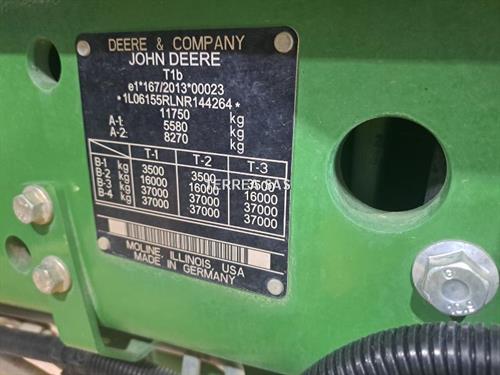 DEERE & COMPANY
JOHN DEERE
T1b
e1*167/2013*00023
*1L06155RLNR144264*
11750 kg
A-1: 5580 kg
A-2: 8270 kg
T-1 T-2 T-3
B-1 kg 3500 3500 3500
B-2 kg 16000 16000 16000
B-3 kg 37000 37000 37000
B-4 kg 37000 37000 37000
MOLINE, ILLINOIS, USA
MADE IN GERMANY